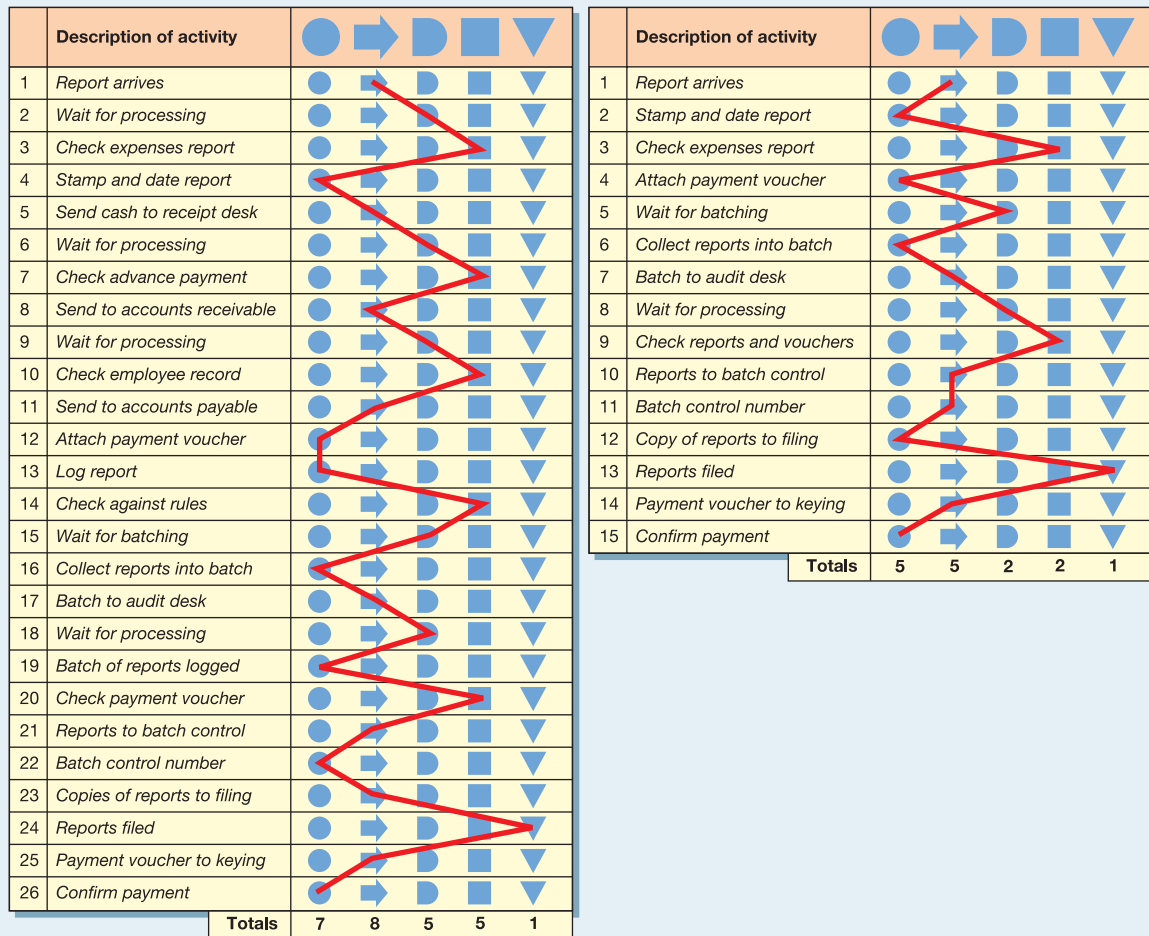 Description of activity
1 Report arrives
2 Wait for processing
3 Check expenses report
4 Stamp and date report
5 Send cash to receipt desk
6 Wait for processing
7 Check advance payment
8 Send to accounts receivable
9 Wait for processing
10 Check employee record
11 Send to accounts payable
12 Attach payment voucher
13 Log report
14 Check against rules
15 Wait for batching
16 Collect reports into batch
17 Batch to audit desk
18 Wait for processing
19 Batch of reports logged
20 Check payment voucher
21 Reports to batch control
22 Batch control number
23 Copies of reports to filing
24 Reports filed
25 Payment voucher to keying
26 Confirm payment
Totals 7 8 5 5 1
Description of activity
1 Report arrives
2 Stamp and date report
3 Check expenses report
4 Attach payment voucher
5 Wait for batching
6 Collect reports into batch
7 Batch to audit desk
8 Wait for processing
9 Check reports and vouchers
10 Reports to batch control
11 Batch control number
12 Copy of reports to filing
13 Reports filed
14 Payment voucher to keying
15 Confirm payment
Totals 5 5 2 2 1